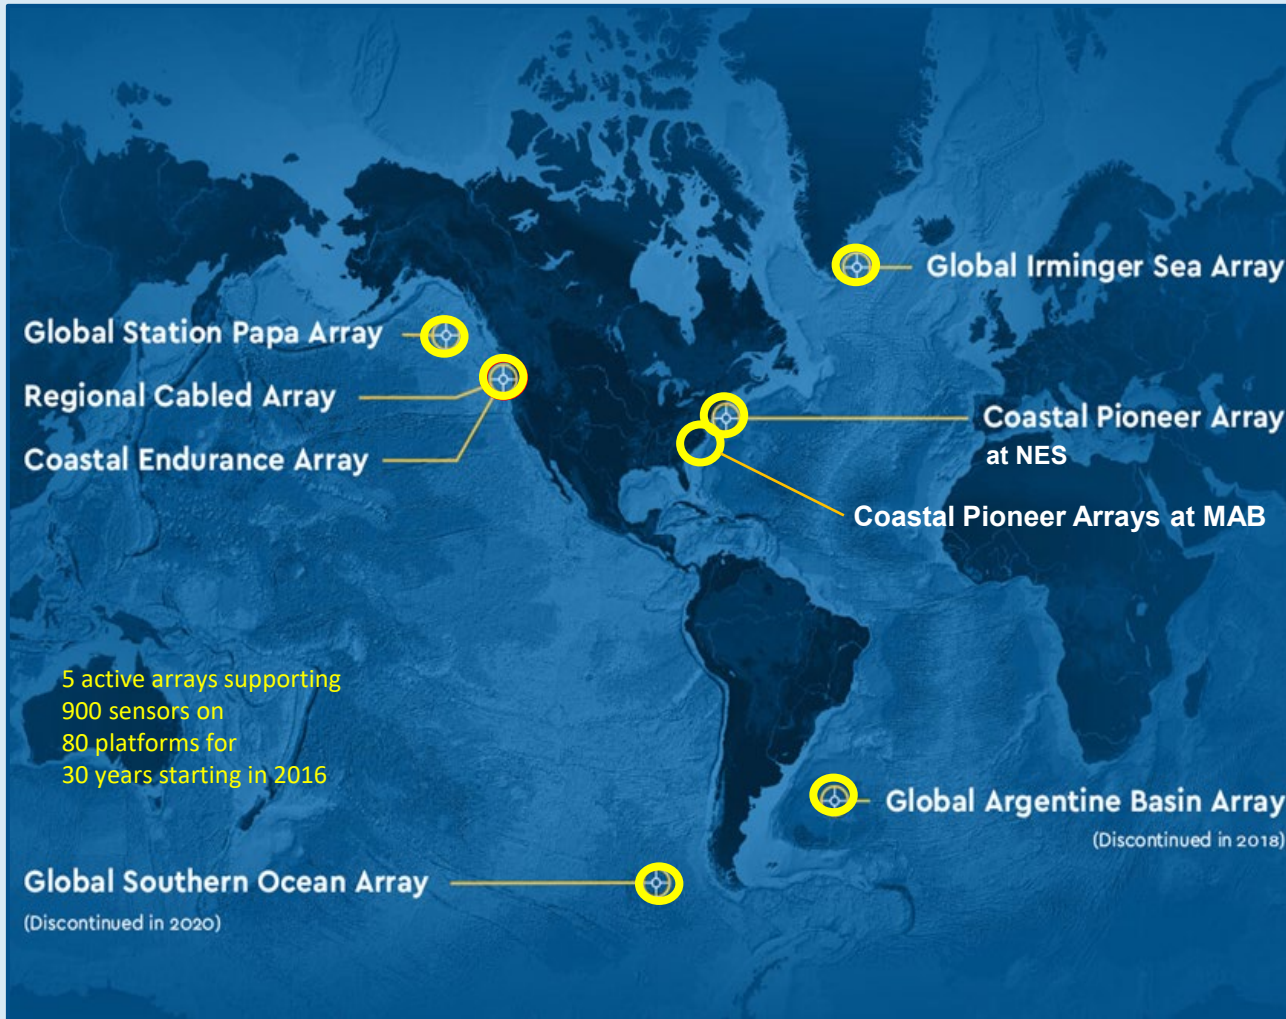 Global Irminger Sea Array
Global Station Papa Array
Regional Cabled Array
Coastal Endurance Array
Coastal Pioneer Array
at NES
Coastal Pioneer Arrays at MAB
5 active arrays supporting
900 sensors on
80 platforms for
30 years starting in 2016
Global Argentine Basin Array
(Discontinued in 2018)
Global Southern Ocean Array
(Discontinued in 2020)